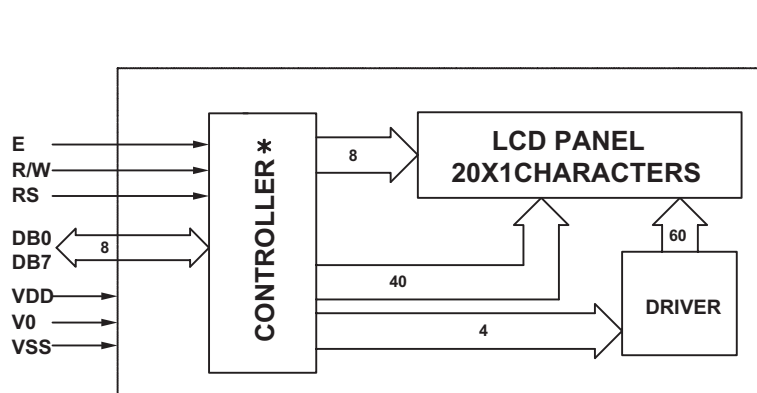 E
R/W
RS
DB0
DB7
8
VDD
V0
VSS
CONTROLLER*
8
LCD PANEL
20X1CHARACTERS
40
60
4
DRIVER